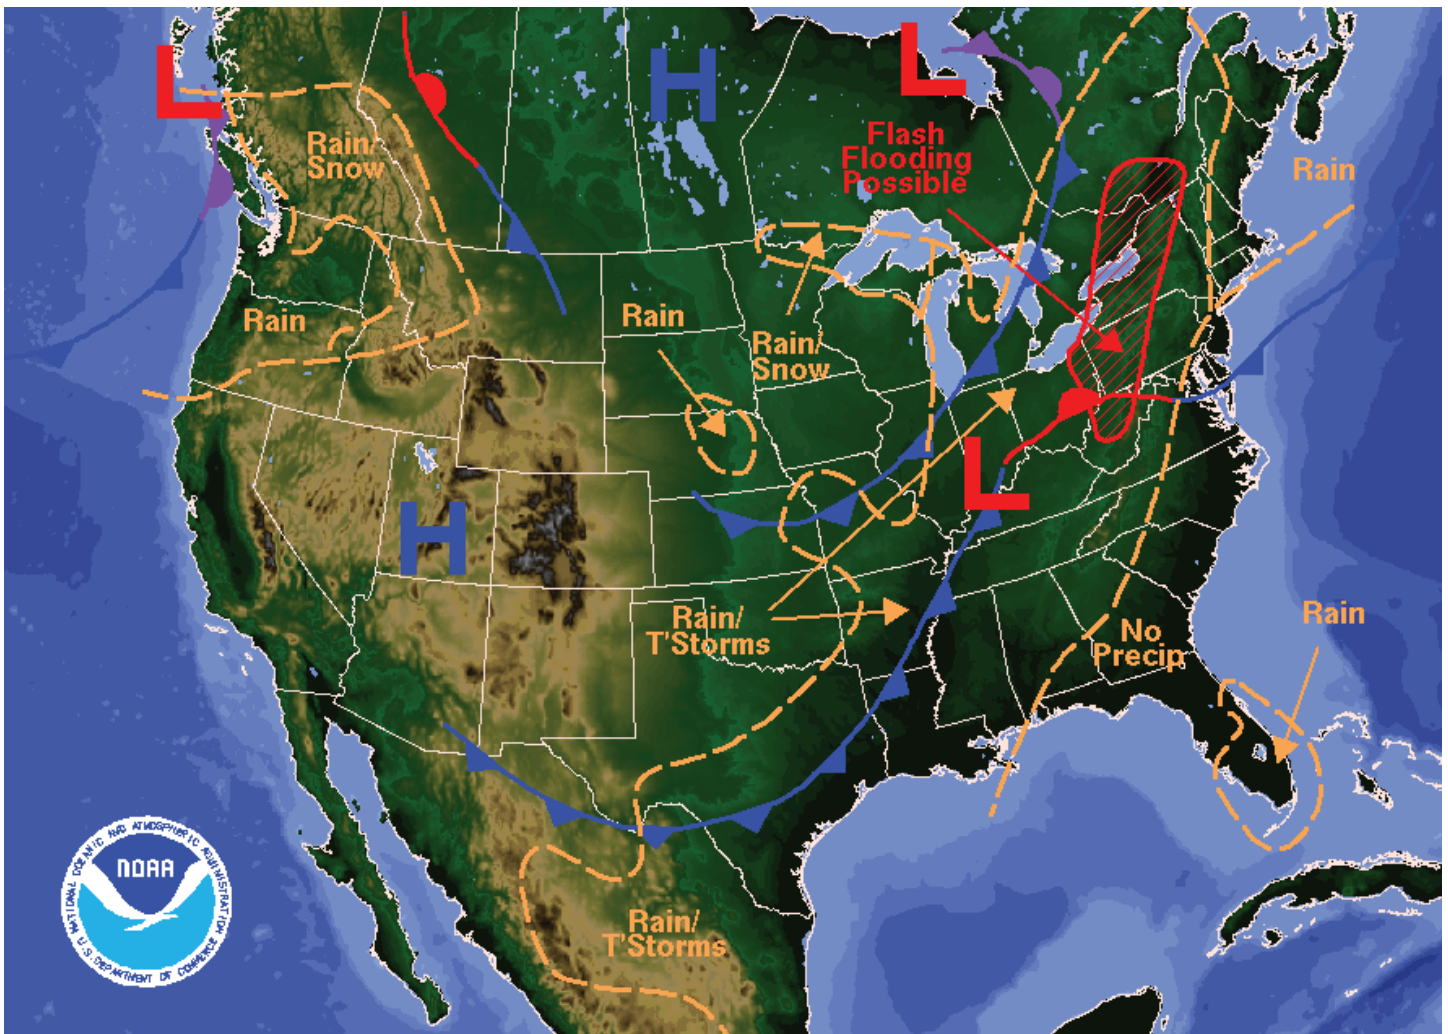 L
H
L
Flash
Flooding
Possible
Rain/
Snow
Rain
Rain
Rain
Rain/
Snow
L
H
Rain/
T'Storms
No
Precip
Rain
Rain/
T'Storms
NATIONAL OCEANIC AND ATMOSPHERIC ADMINISTRATION
NOAA
U.S. DEPARTMENT OF COMMERCE